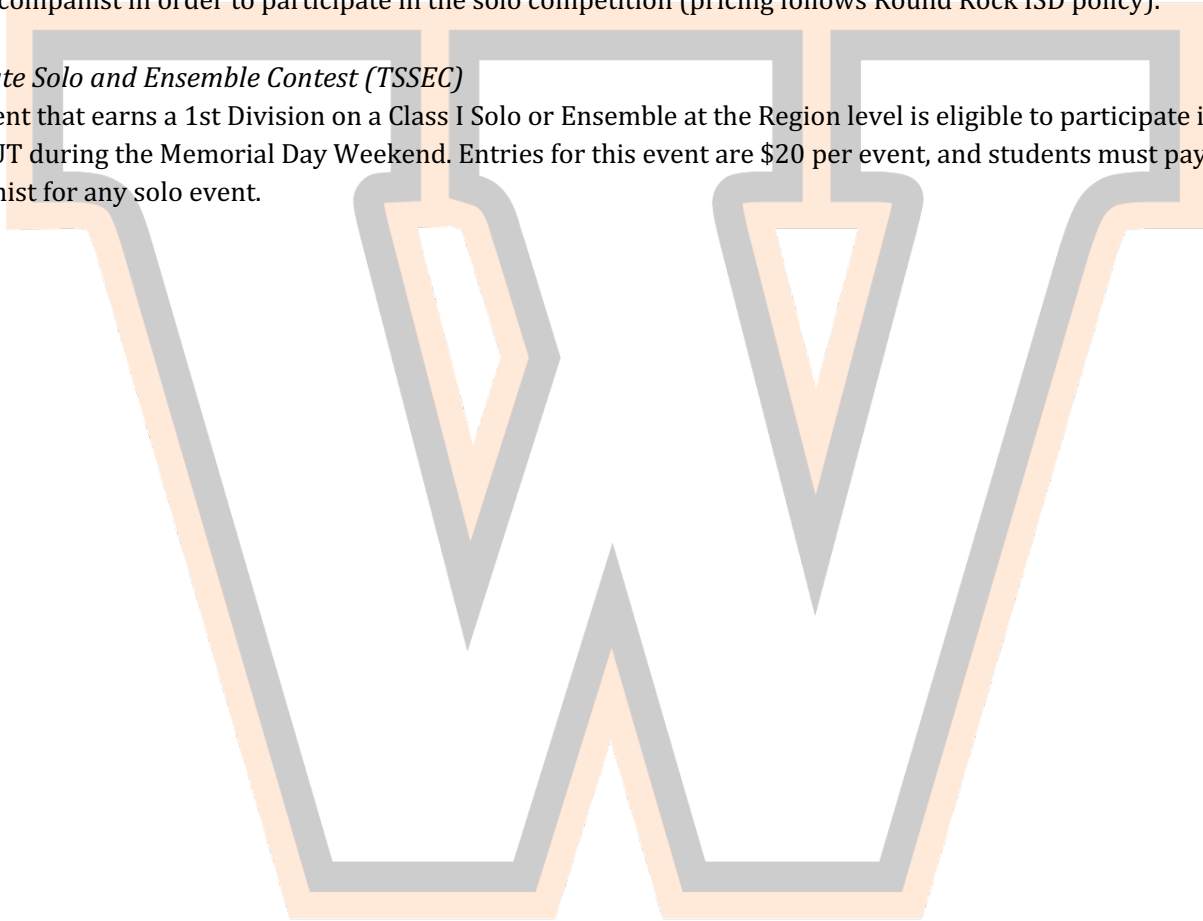 companist in order to participate in the solo competition (pricing follows Round Rock ISD policy).
te Solo and Ensemble Contest (TSSEC)
ent that earns a 1st Division on a Class I Solo or Ensemble at the Region level is eligible to participate i
UT during the Memorial Day Weekend. Entries for this event are $20 per event, and students must pay
nist for any solo event.
W